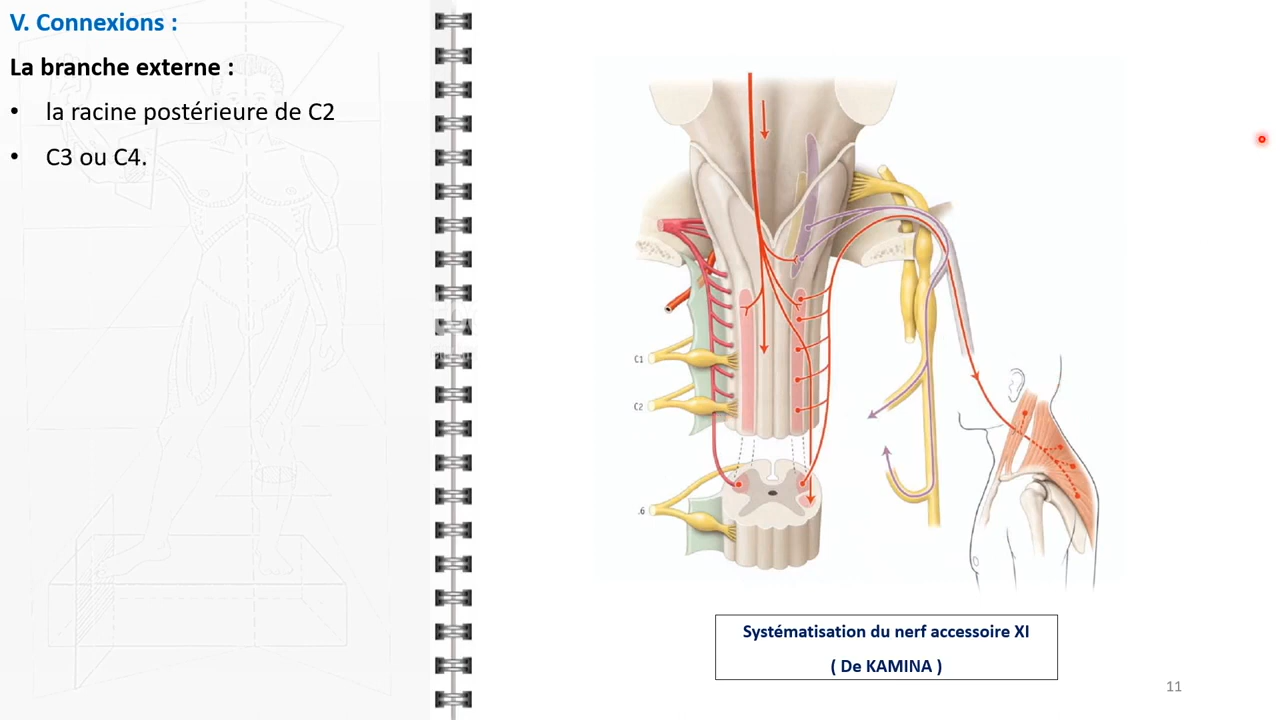 V. Connexions :
La branche externe :
• la racine postérieure de C2
• C3 ou C4.
C1
C2
.6
Systématisation du nerf accessoire XI
( De KAMINA )
11